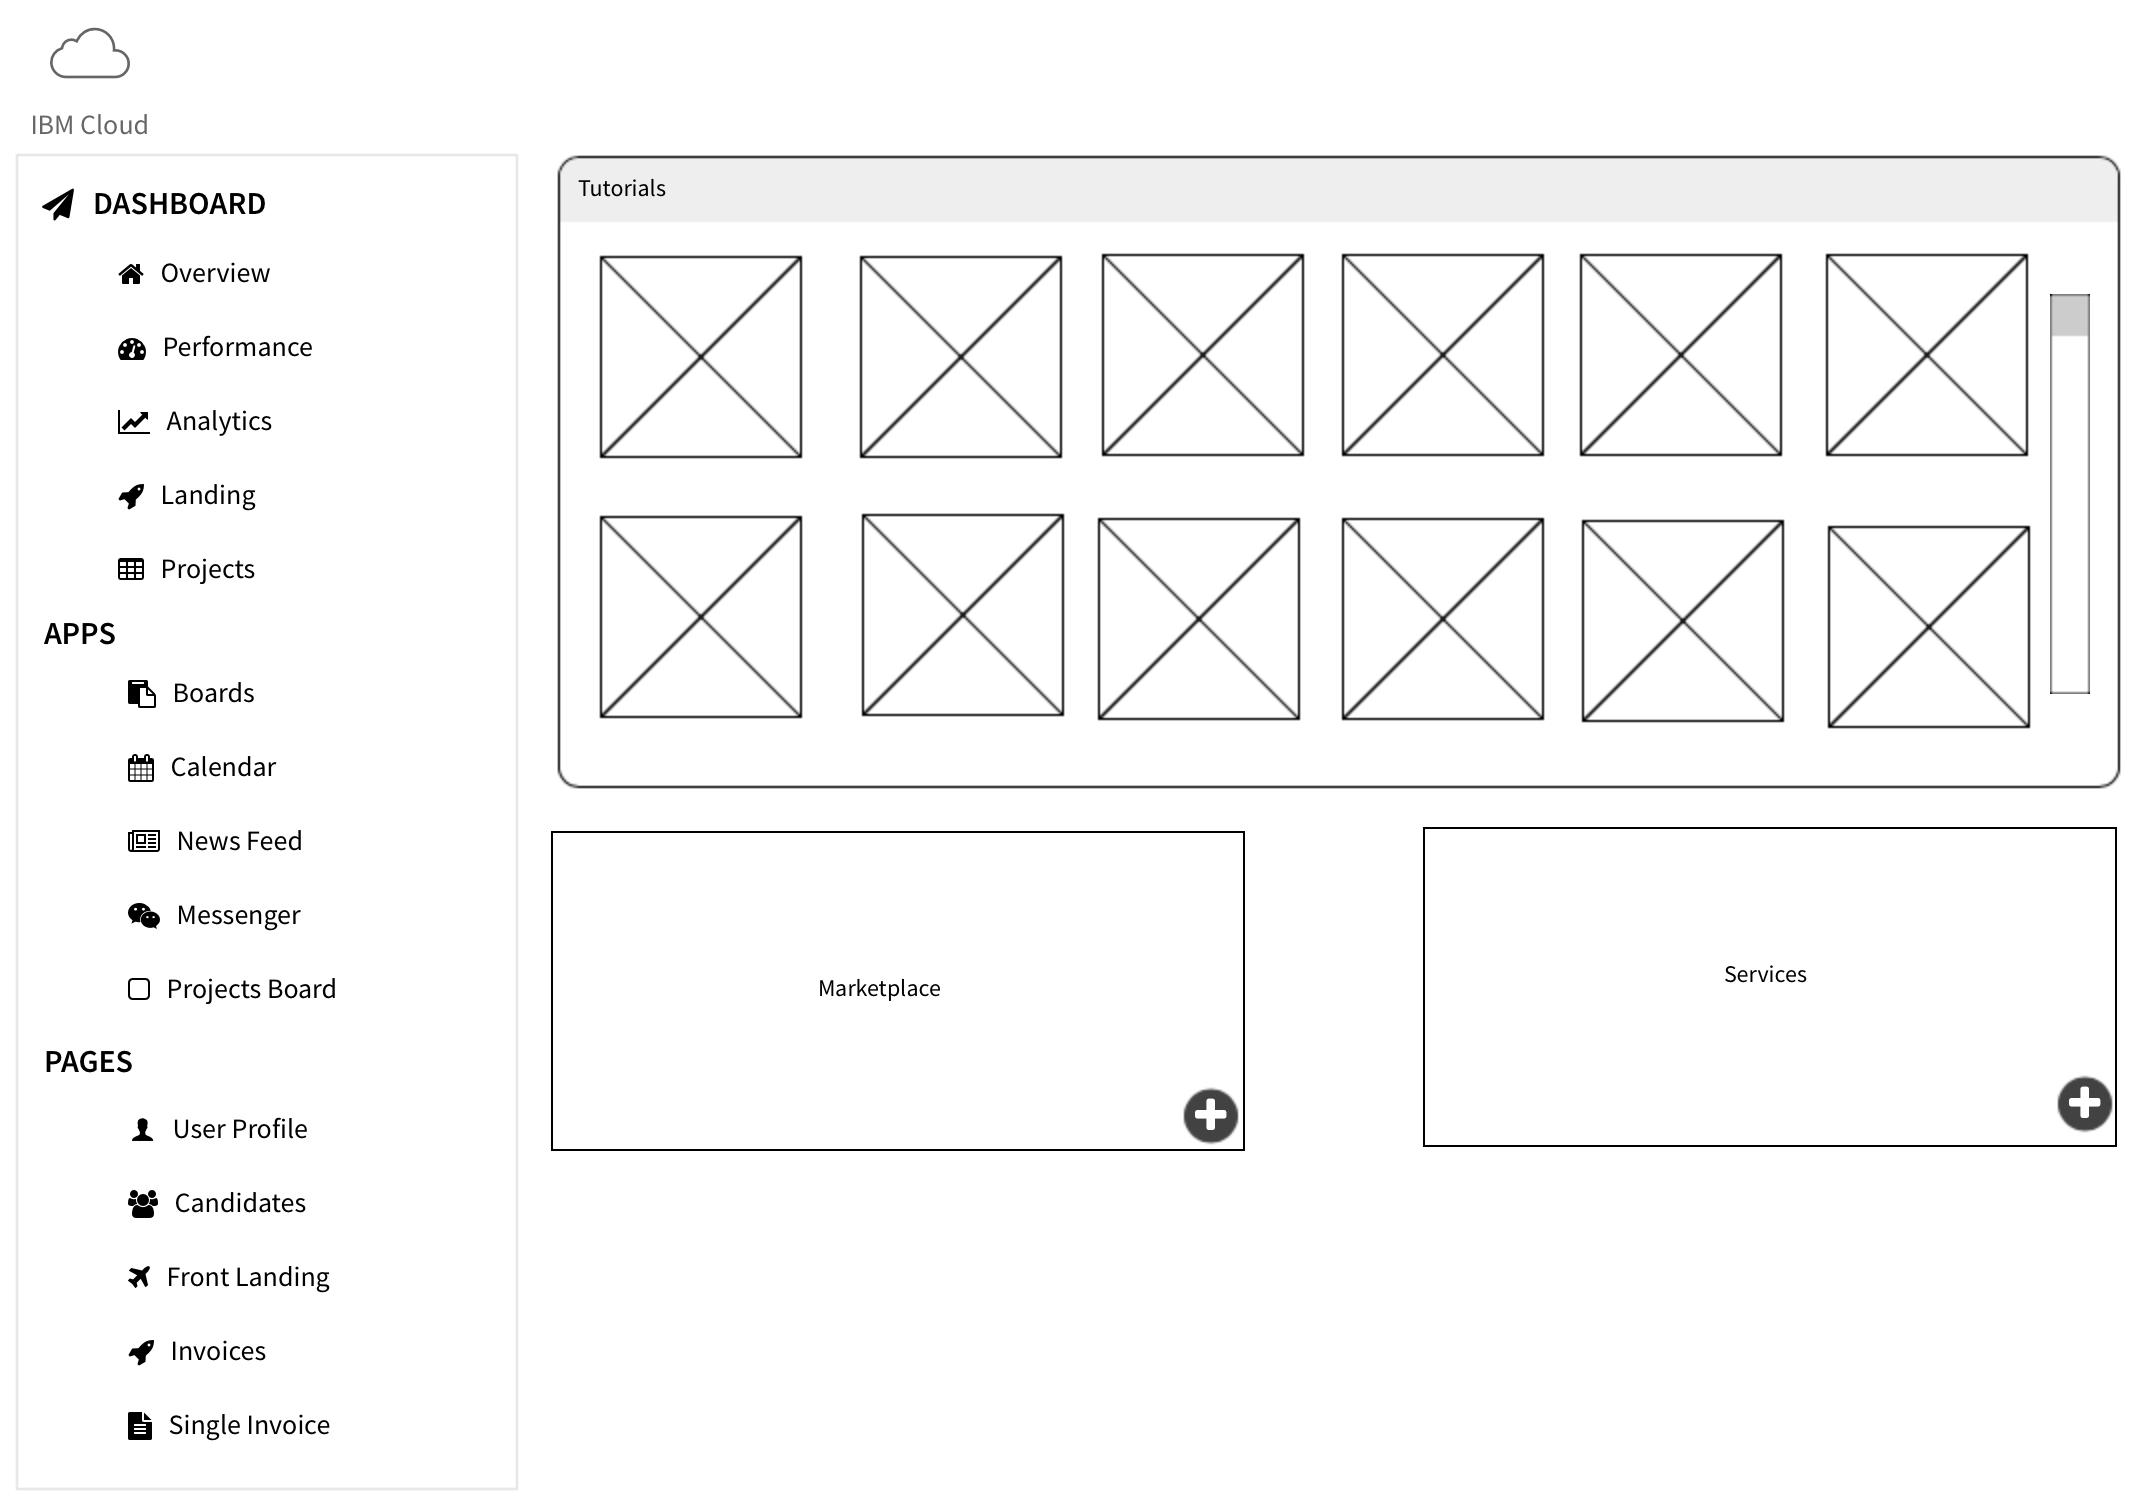 IBM Cloud
DASHBOARD
Overview
Performance
Analytics
Landing
Projects
APPS
Boards
Calendar
News Feed
Messenger
Projects Board
PAGES
User Profile
Candidates
Front Landing
Invoices
Single Invoice
Tutorials
Marketplace
Services